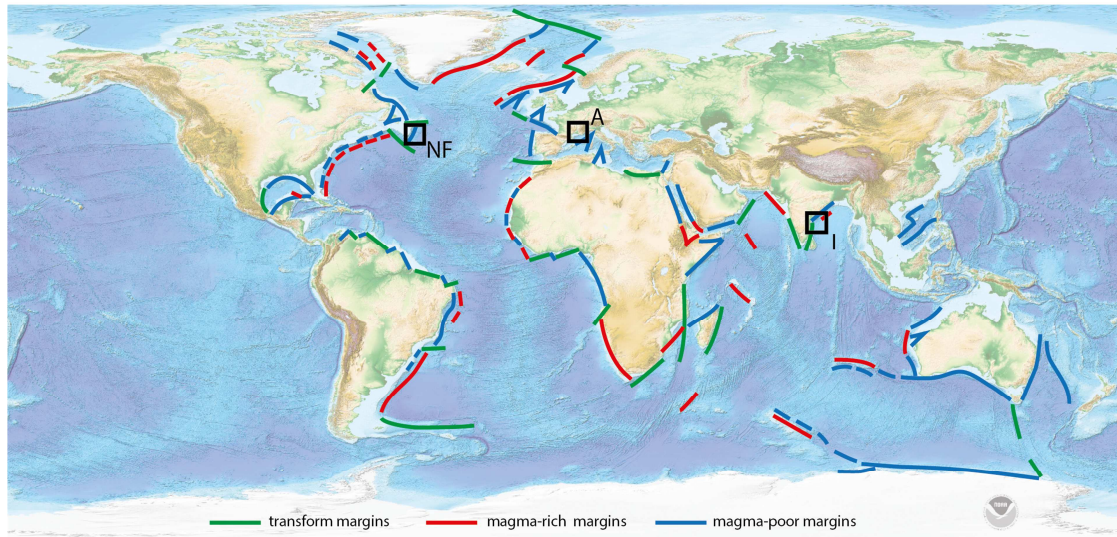 A
NF
I
transform margins
magma-rich margins
magma-poor margins